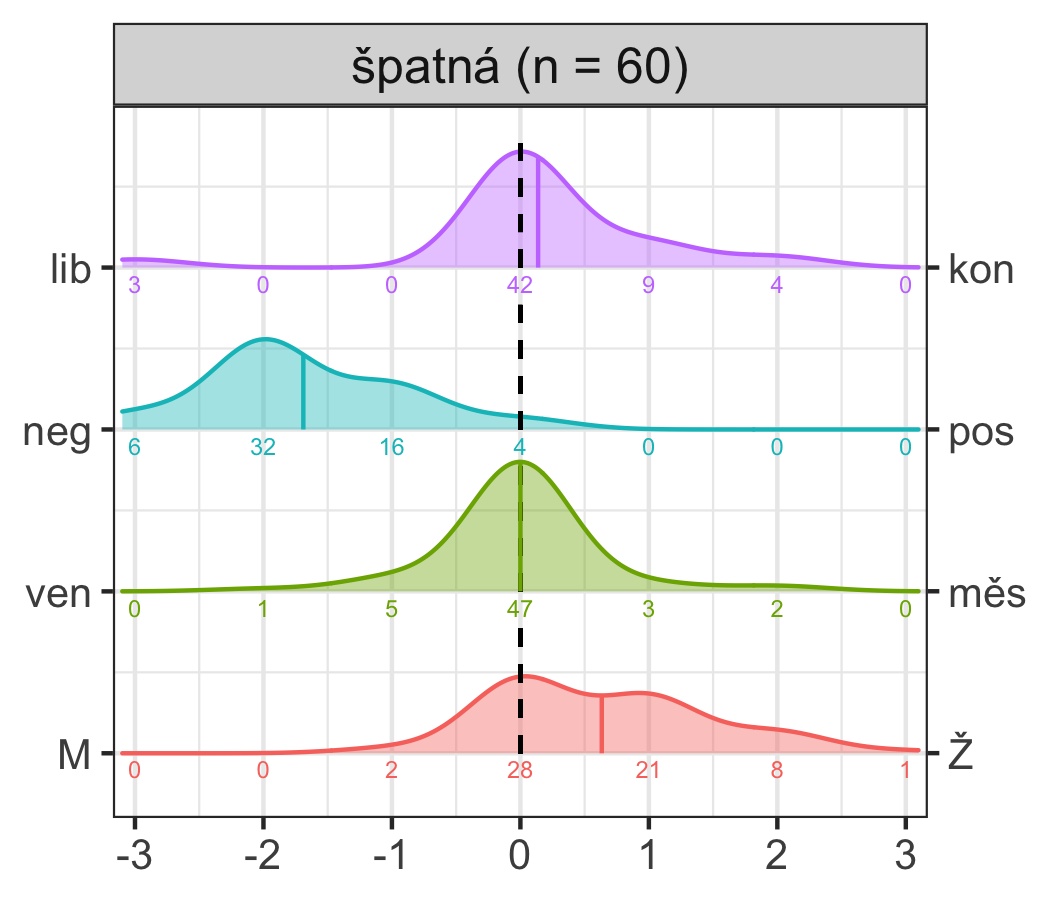 špatná (n = 60)
lib kon
3 0 0 42 9 4 0
neg pos
6 32 16 4 0 0 0
ven měs
0 1 5 47 3 2 0
M Ž
0 0 2 28 21 8 1
-3 -2 -1 0 1 2 3